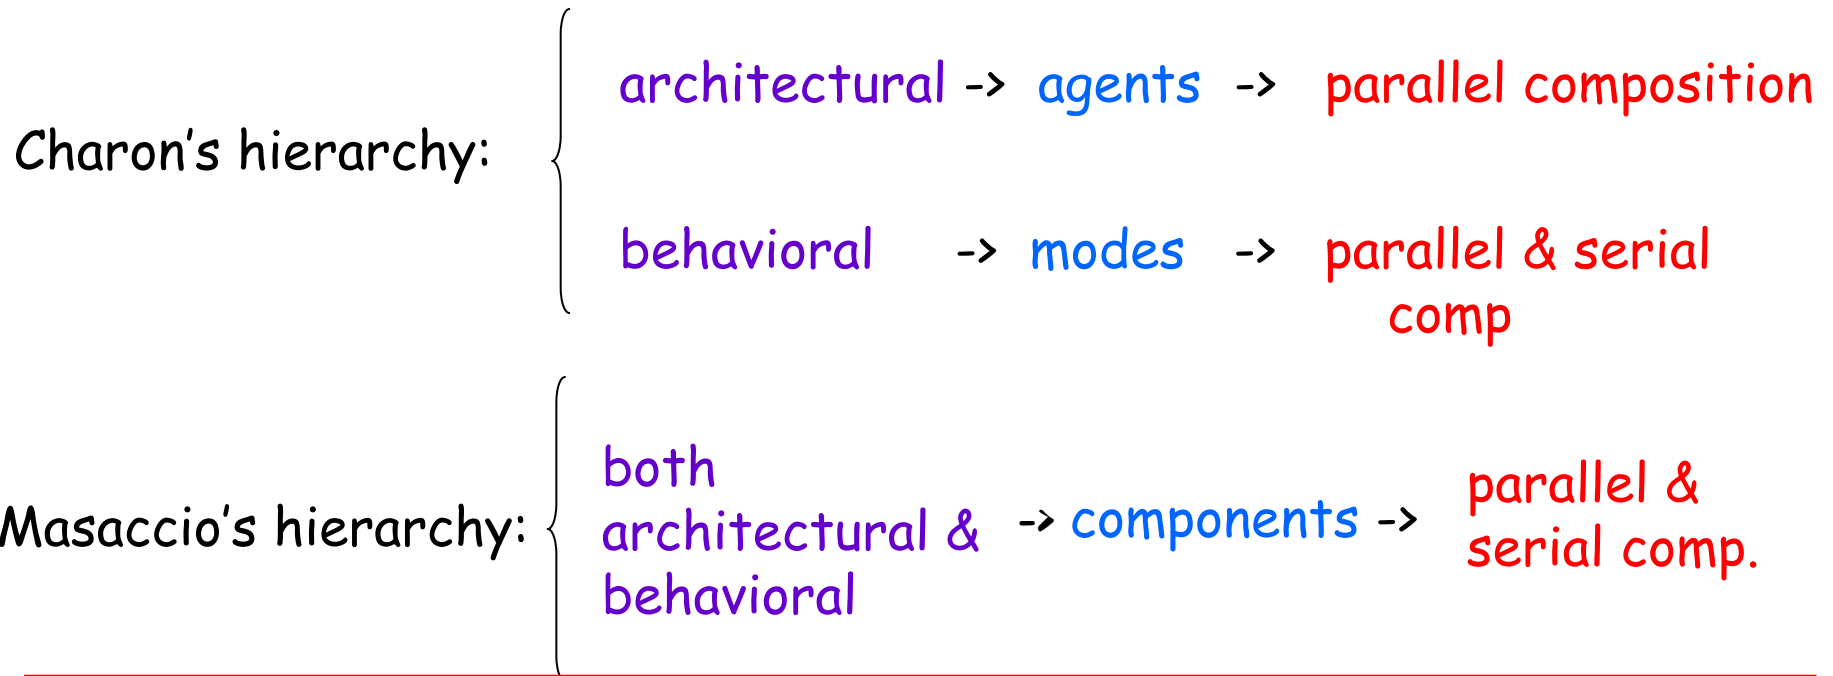 architectural -> agents -> parallel composition
Charon's hierarchy:
behavioral -> modes -> parallel & serial
comp
both
architectural &
behavioral
Masaccio's hierarchy:
-> components ->
parallel &
serial comp.